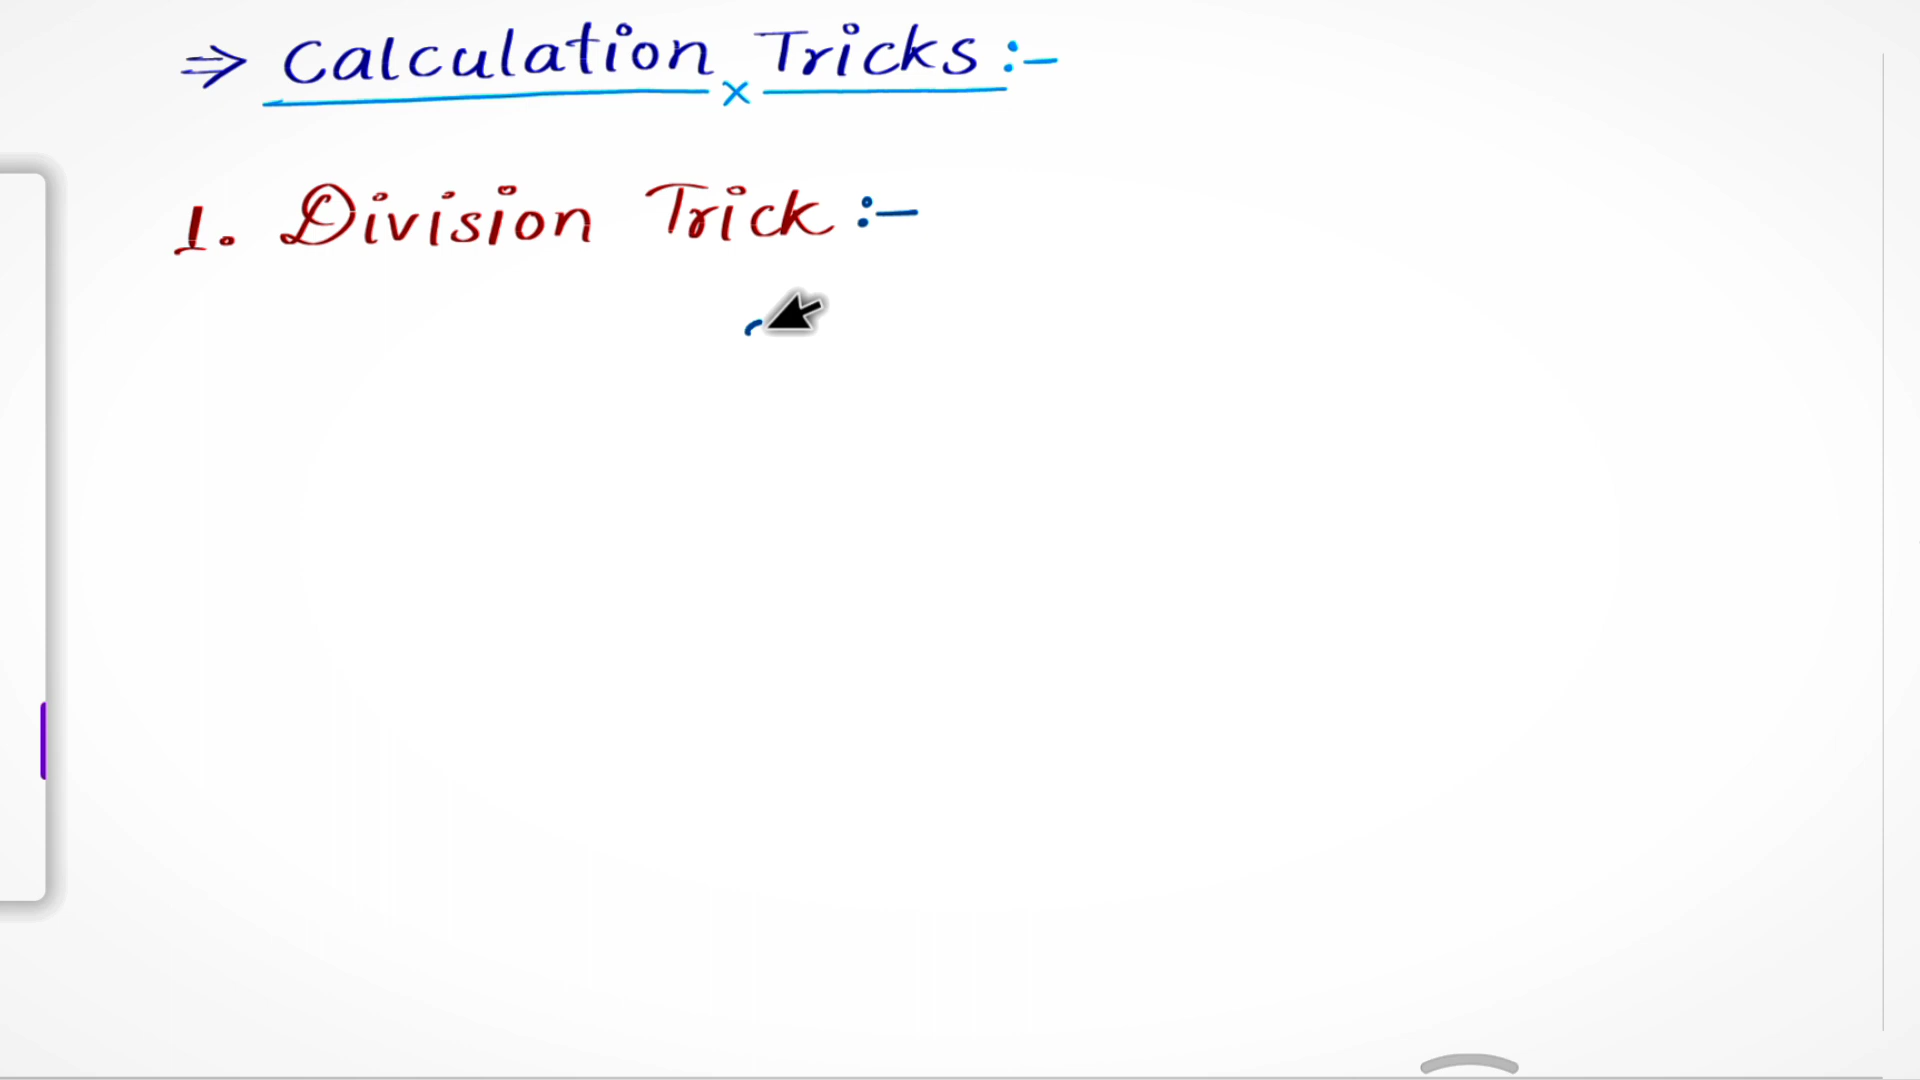 ⇒ Calculation Tricks :-
1. Division Trick :-